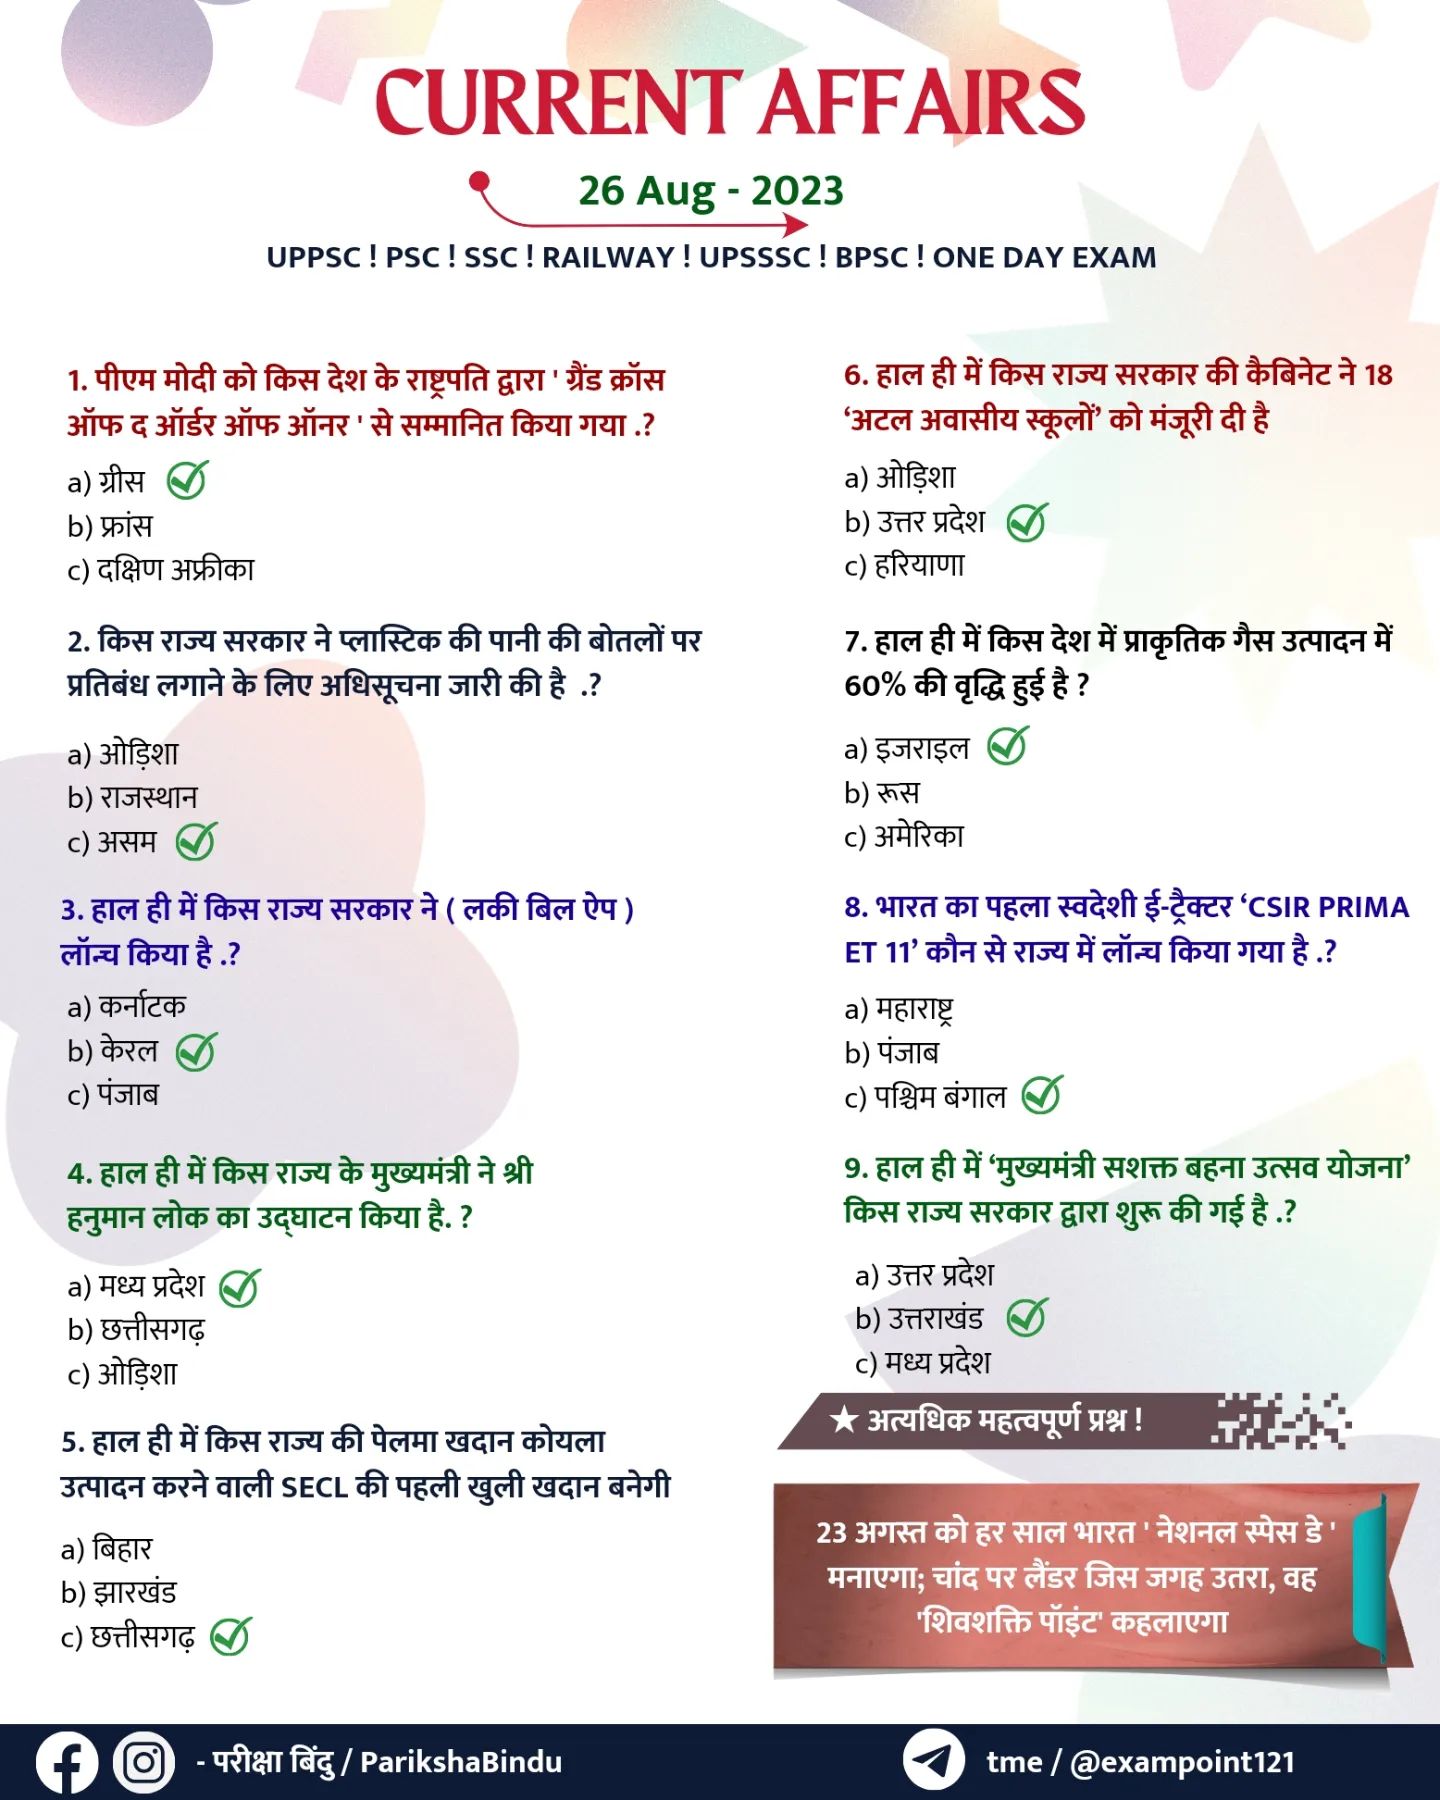 CURRENT AFFAIRS
26 Aug - 2023
UPPSC ! PSC ! SSC ! RAILWAY ! UPSSSC ! BPSC ! ONE DAY EXAM
1. पीएम मोदी को किस देश के राष्ट्रपति द्वारा ' ग्रैंड क्रॉस
ऑफ द ऑर्डर ऑफ ऑनर ' से सम्मानित किया गया .?
a) ग्रीस
b) फ्रांस
c) दक्षिण अफ्रीका
2. किस राज्य सरकार ने प्लास्टिक की पानी की बोतलों पर
प्रतिबंध लगाने के लिए अधिसूचना जारी की है .?
a) ओड़िशा
b) राजस्थान
c) असम
3. हाल ही में किस राज्य सरकार ने ( लकी बिल ऐप )
लॉन्च किया है .?
a) कर्नाटक
b) केरल
c) पंजाब
4. हाल ही में किस राज्य के मुख्यमंत्री ने श्री
हनुमान लोक का उद्घाटन किया है. ?
a) मध्य प्रदेश
b) छत्तीसगढ़
c) ओड़िशा
5. हाल ही में किस राज्य की पेलमा खदान कोयला
उत्पादन करने वाली SECL की पहली खुली खदान बनेगी
a) बिहार
b) झारखंड
c) छत्तीसगढ़
6. हाल ही में किस राज्य सरकार की कैबिनेट ने 18
‘अटल अवासीय स्कूलों’ को मंजूरी दी है
a) ओड़िशा
b) उत्तर प्रदेश
c) हरियाणा
7. हाल ही में किस देश में प्राकृतिक गैस उत्पादन में
60% की वृद्धि हुई है ?
a) इजराइल
b) रूस
c) अमेरिका
8. भारत का पहला स्वदेशी ई-ट्रैक्टर ‘CSIR PRIMA
ET 11’ कौन से राज्य में लॉन्च किया गया है .?
a) महाराष्ट्र
b) पंजाब
c) पश्चिम बंगाल
9. हाल ही में ‘मुख्यमंत्री सशक्त बहना उत्सव योजना’
किस राज्य सरकार द्वारा शुरू की गई है .?
a) उत्तर प्रदेश
b) उत्तराखंड
c) मध्य प्रदेश
★ अत्यधिक महत्वपूर्ण प्रश्न !
23 अगस्त को हर साल भारत ' नेशनल स्पेस डे '
मनाएगा; चांद पर लैंडर जिस जगह उतरा, वह
'शिवशक्ति पॉइंट' कहलाएगा
- परीक्षा बिंदु / ParikshaBindu
tme / @exampoint121